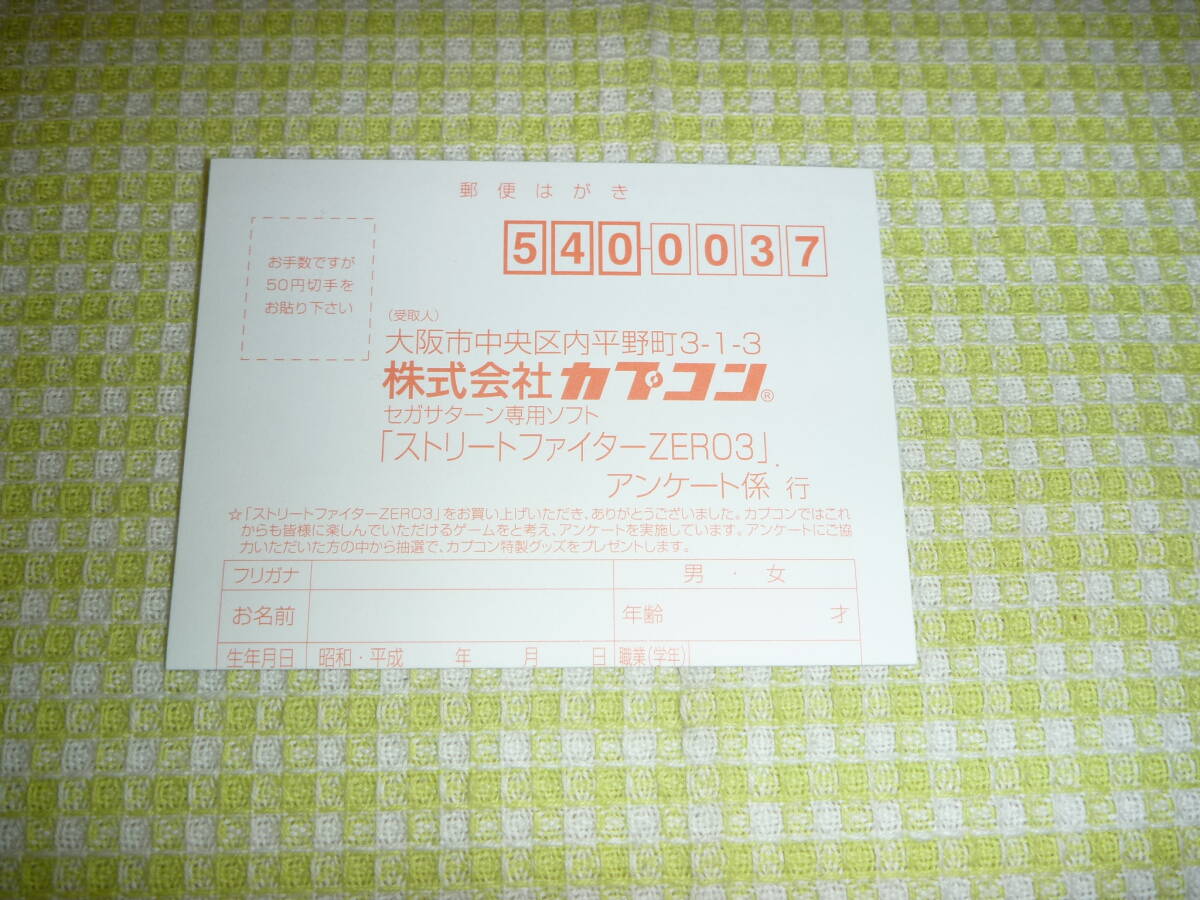 郵便はがき
540-0037
お手数ですが
50円切手を
お貼り下さい
(受取人)
大阪市中央区内平野町3-1-3
株式会社カプコン®
セガサターン専用ソフト
「ストリートファイターZERO3」
アンケート係 行
☆「ストリートファイターZERO3」をお買い上げいただき、ありがとうございました。カプコンではこれ
からも皆様に楽しんでいただけるゲームをと考え、アンケートを実施しています。アンケートにご協
力いただいた方の中から抽選で、カプコン特製グッズをプレゼントします。
フリガナ 男・女
お名前 年齢 才
生年月日 昭和・平成 年 月 日 職業(学年)